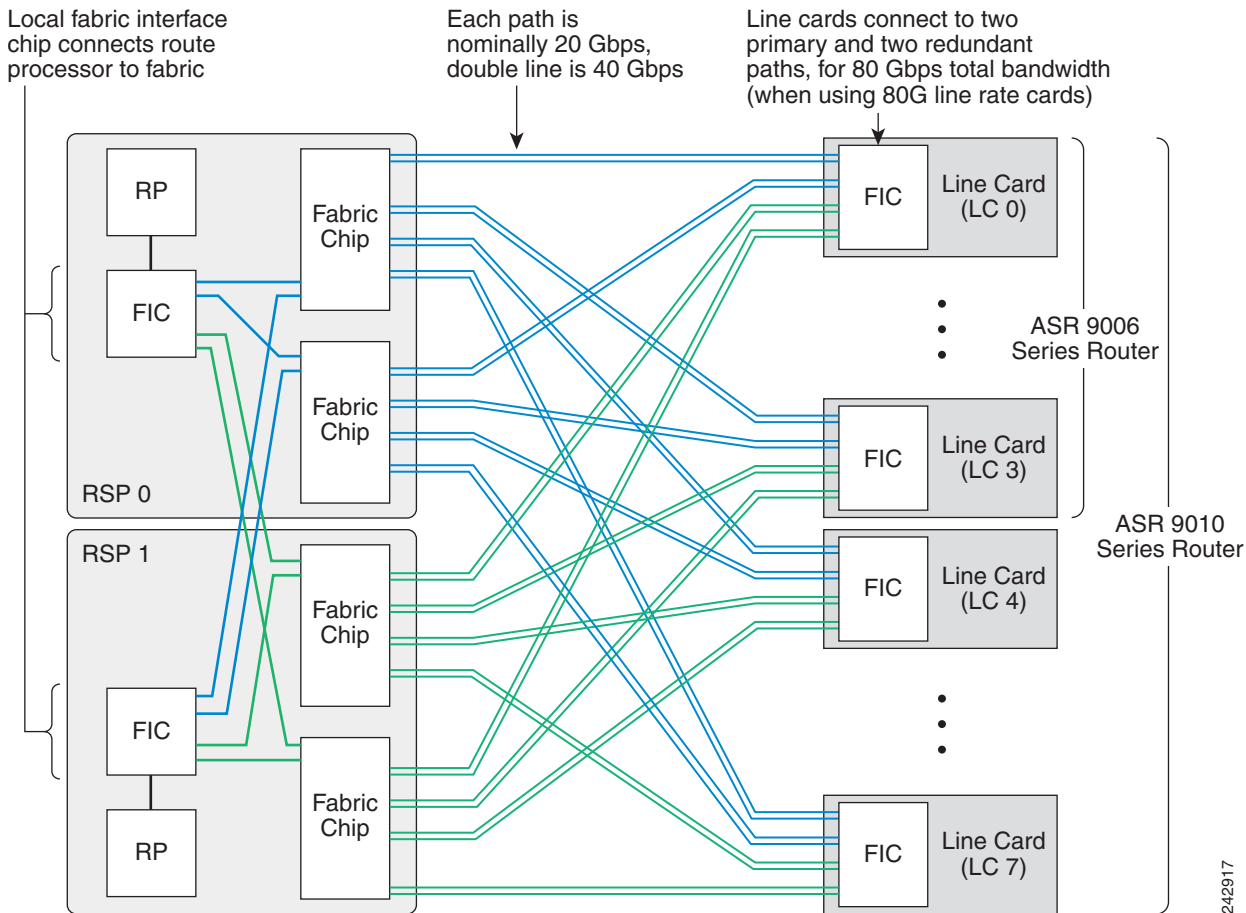 Local fabric interface
chip connects route
processor to fabric
Each path is
nominally 20 Gbps,
double line is 40 Gbps
Line cards connect to two
primary and two redundant
paths, for 80 Gbps total bandwidth
(when using 80G line rate cards)
RP
FIC
Fabric
Chip
Fabric
Chip
RSP 0
RSP 1
Fabric
Chip
FIC
RP
Fabric
Chip
FIC
Line Card
(LC 0)
ASR 9006
Series Router
FIC
Line Card
(LC 3)
ASR 9010
Series Router
FIC
Line Card
(LC 4)
FIC
Line Card
(LC 7)
242917